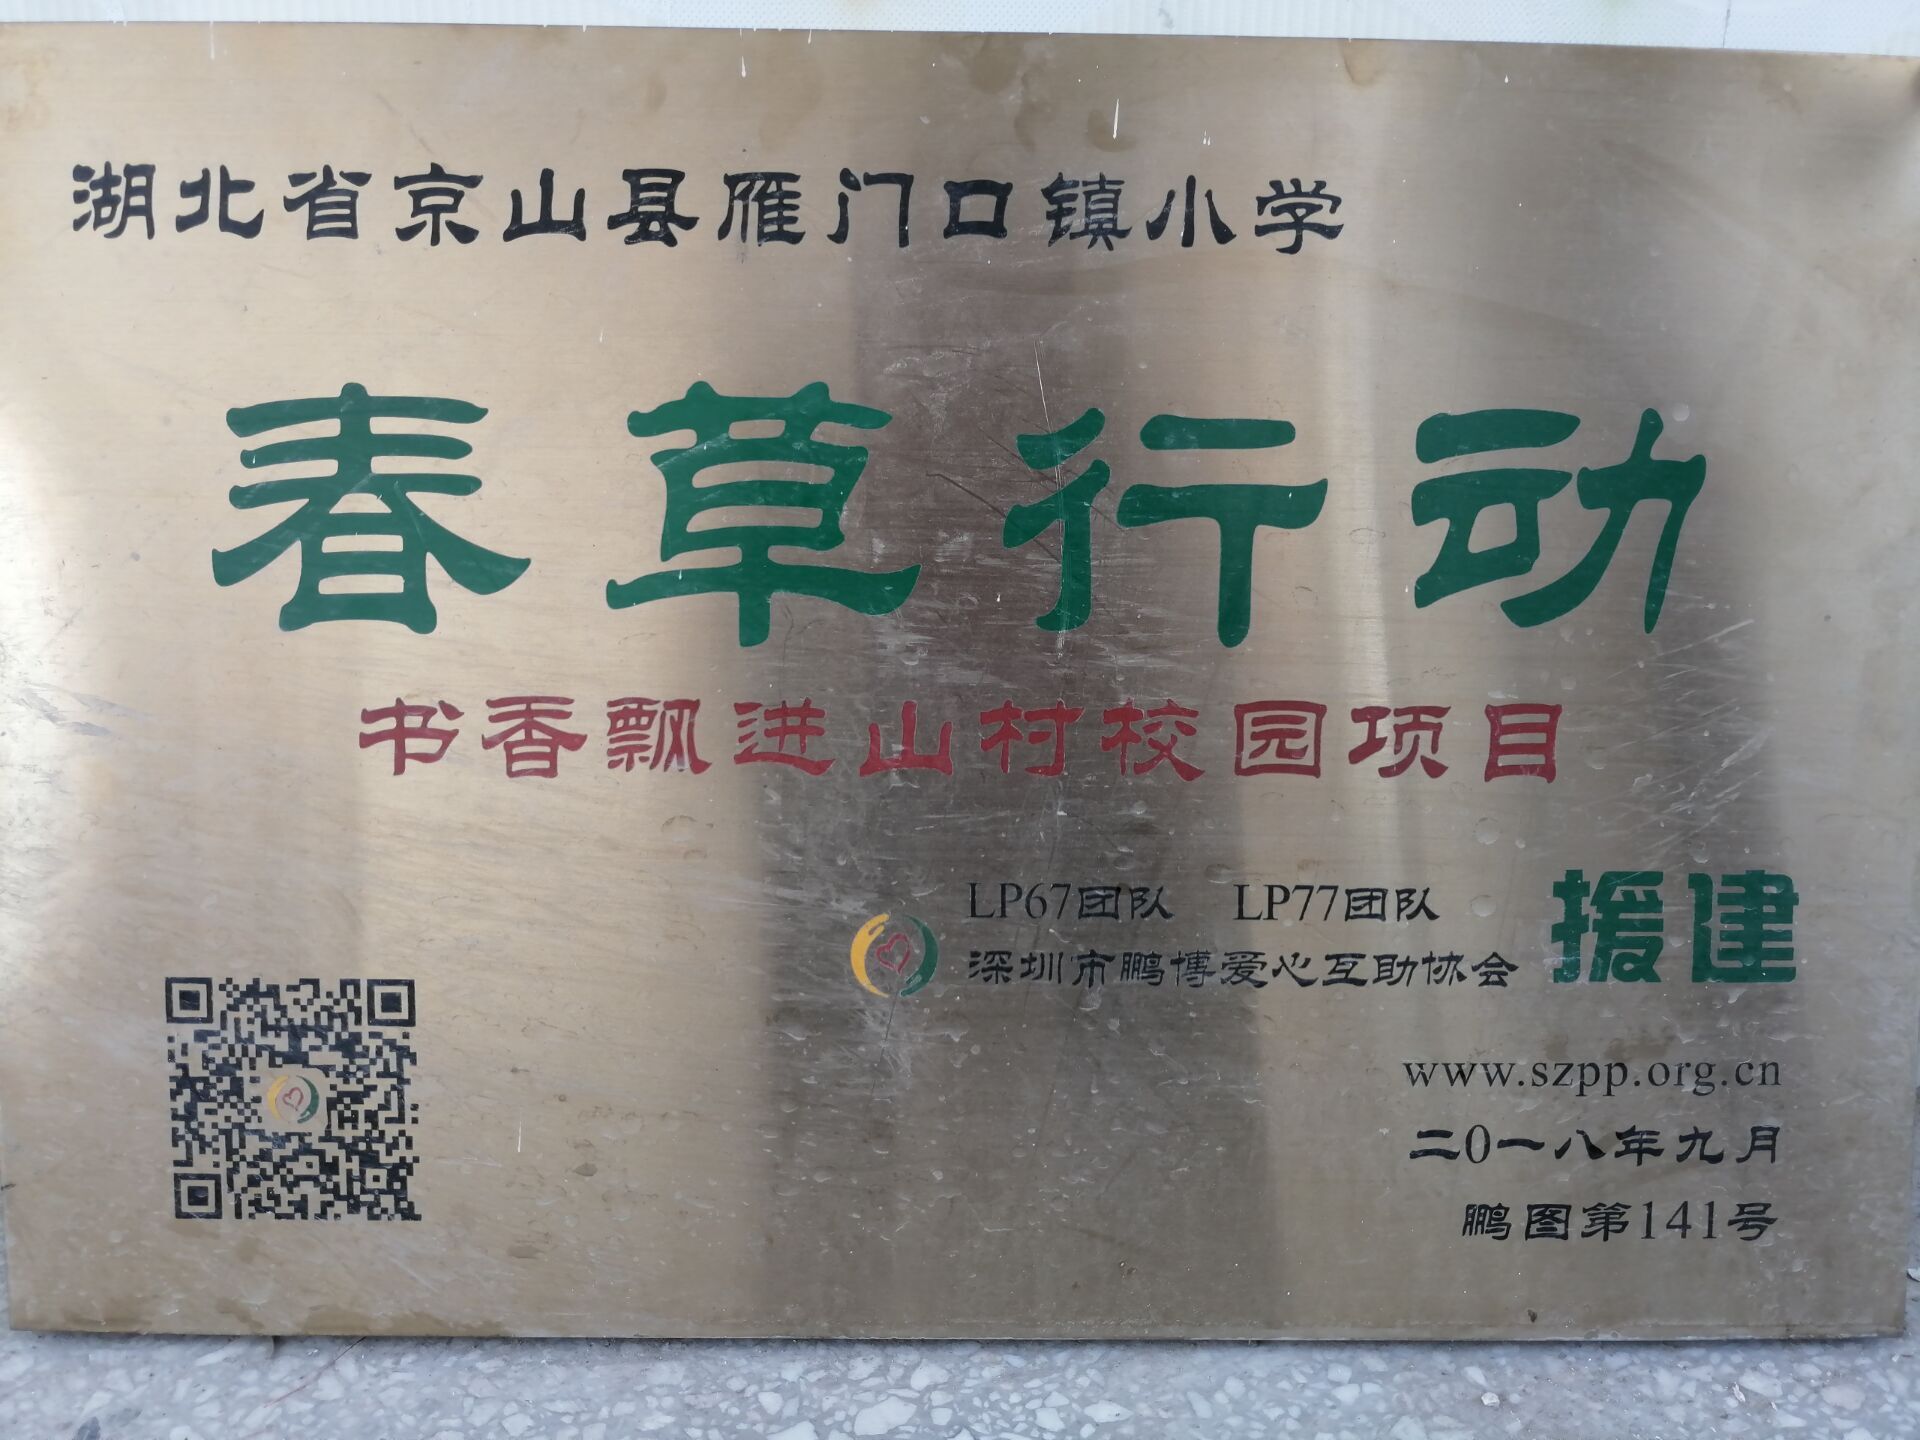 湖北省京山县雁门口镇小学
春草行动
书香飘进山村校园项目
LP67团队 LP77团队
深圳市鹏博爱心互助协会
援建
www.szpp.org.cn
二0一八年九月
鹏图第141号